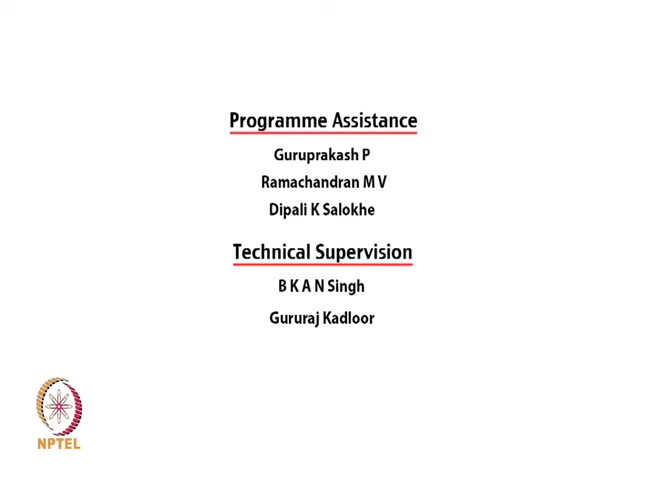 Programme Assistance
Guruprakash P
Ramachandran M V
Dipali K Salokhe
Technical Supervision
B K A N Singh
Gururaj Kadloor
NPTEL